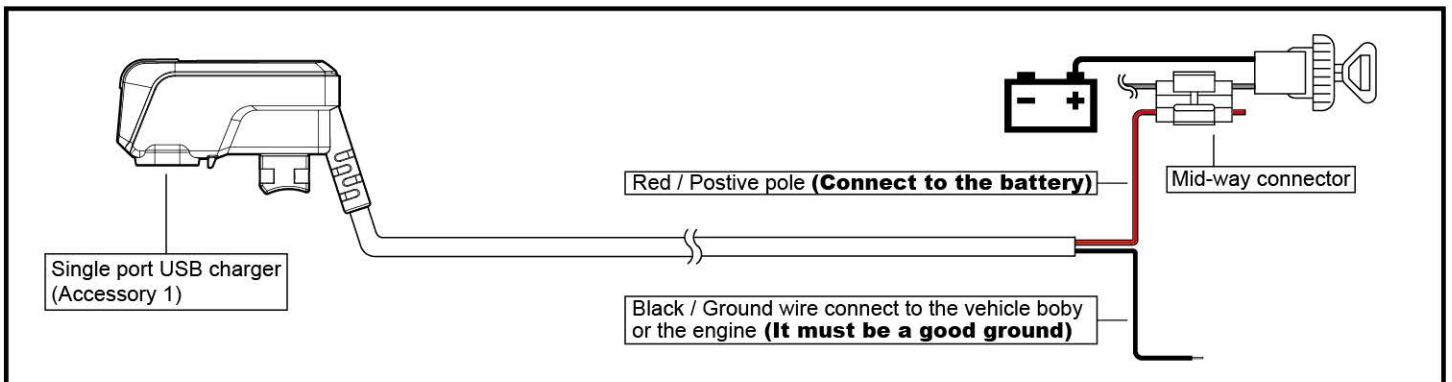 Red / Postive pole (Connect to the battery)
Mid-way connector
Single port USB charger
(Accessory 1)
Black / Ground wire connect to the vehicle boby
or the engine (It must be a good ground)